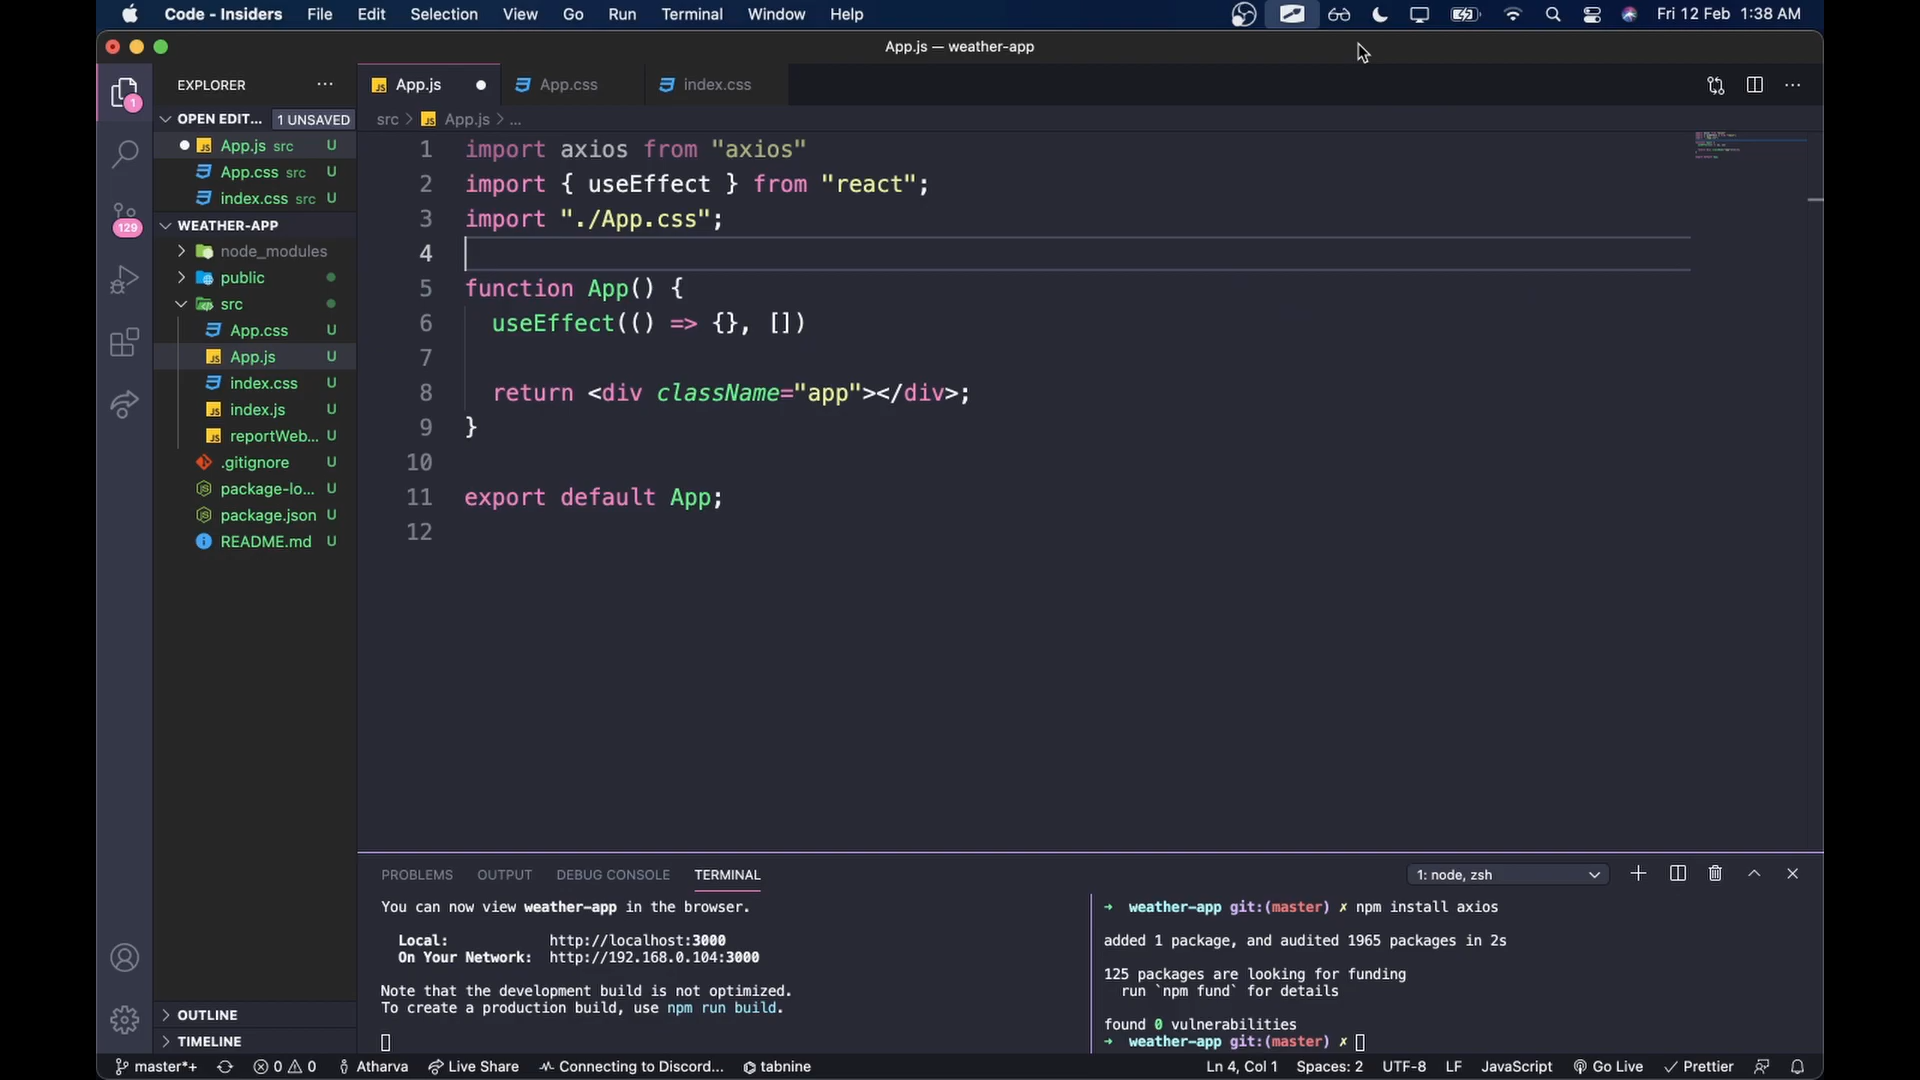 Code - Insiders File Edit Selection View Go Run Terminal Window Help Fri 12 Feb 1:38 AM
App.js — weather-app
EXPLORER ···
App.js App.css index.css ···
OPEN EDIT... 1 UNSAVED
src > JS App.js > ...
JS App.js src U
App.css src U
index.css src U
WEATHER-APP
node_modules
public
src
App.css U
JS App.js U
index.css U
JS index.js U
JS reportWeb... U
.gitignore U
package-lo... U
package.json U
README.md U
OUTLINE
TIMELINE
1
129
1 import axios from "axios"
2 import { useEffect } from "react";
3 import "./App.css";
4
5 function App() {
6 useEffect(() => {}, [])
7
8 return <div className="app"></div>;
9 }
10
11 export default App;
12
PROBLEMS OUTPUT DEBUG CONSOLE TERMINAL 1: node, zsh
You can now view weather-app in the browser.
Local: http://localhost:3000
On Your Network: http://192.168.0.104:3000
Note that the development build is not optimized.
To create a production build, use npm run build.
➜ weather-app git:(master) ✗ npm install axios
added 1 package, and audited 1965 packages in 2s
125 packages are looking for funding
run `npm fund` for details
found 0 vulnerabilities
➜ weather-app git:(master) ✗
master*+ 0 0 Atharva Live Share Connecting to Discord... tabnine Ln 4, Col 1 Spaces: 2 UTF-8 LF JavaScript Go Live Prettier